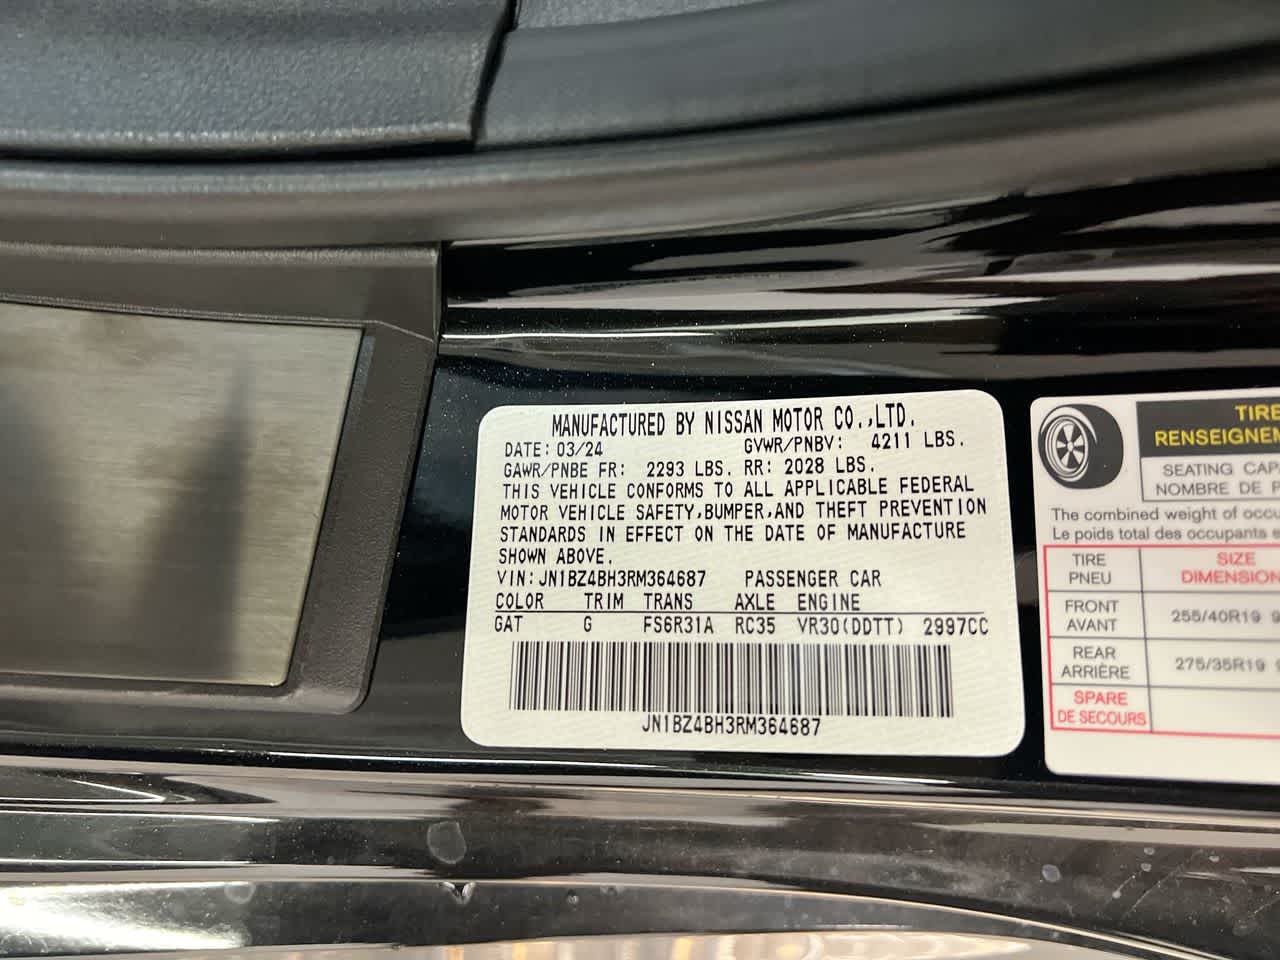 MANUFACTURED BY NISSAN MOTOR CO.,LTD.
DATE: 03/24 GVWR/PNBV: 4211 LBS.
GAWR/PNBE FR: 2293 LBS. RR: 2028 LBS.
THIS VEHICLE CONFORMS TO ALL APPLICABLE FEDERAL
MOTOR VEHICLE SAFETY,BUMPER,AND THEFT PREVENTION
STANDARDS IN EFFECT ON THE DATE OF MANUFACTURE
SHOWN ABOVE.
VIN:JN1BZ4BH3RM364687 PASSENGER CAR
COLOR TRIM TRANS AXLE ENGINE
GAT G FS6R31A RC35 VR30(DDTT) 2997CC
JN1BZ4BH3RM364687
TIRE
SEATING
NOMBRE DE
The combined weight of
Le poids total des occupants
TIRE SIZE
PNEU DIMENSION
FRONT
AVANT 255/40R19
REAR
ARRIÈRE 275/35R19
SPARE
DE SECOURS